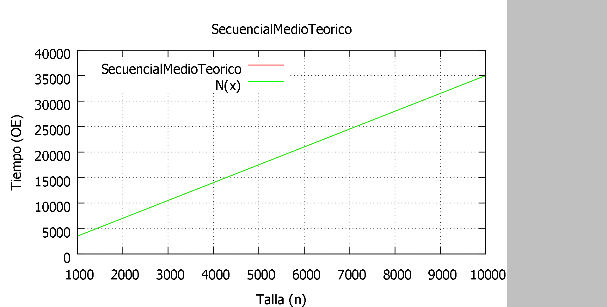 SecuencialMedioTeorico
40000
35000
30000
25000
20000
15000
10000
5000
0
Tiempo (OE)
SecuencialMedioTeorico
N(x)
1000 2000 3000 4000 5000 6000 7000 8000 9000 10000
Talla (n)